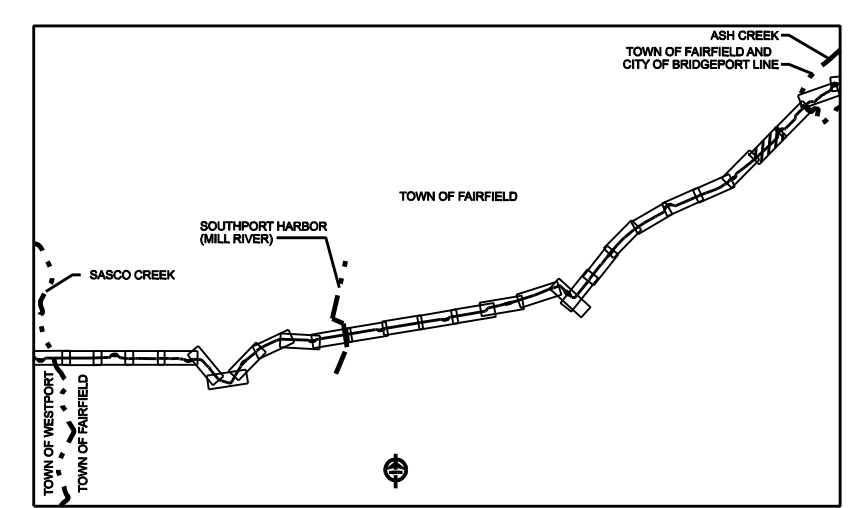 ASH CREEK
TOWN OF FAIRFIELD AND
CITY OF BRIDGEPORT LINE
TOWN OF FAIRFIELD
SOUTHPORT HARBOR
(MILL RIVER)
SASCO CREEK
TOWN OF WESTPORT
TOWN OF FAIRFIELD
NORTH